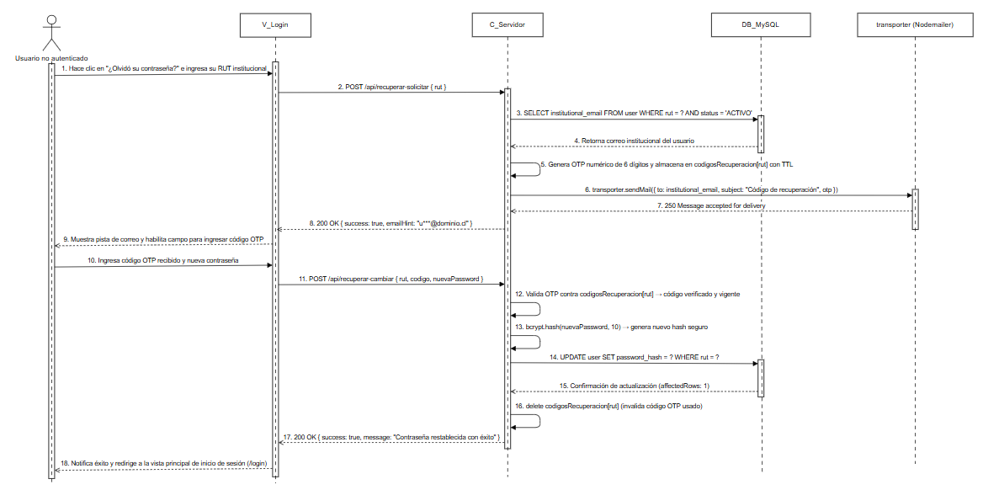 V_Login
C_Servidor
DB_MySQL
transporter (Nodemailer)
Usuario no autenticado
1. Hace clic en "¿Olvidó su contraseña?" e ingresa su RUT institucional
2. POST /api/recuperar-solicitar { rut }
3. SELECT institutional_email FROM user WHERE rut = ? AND status = 'ACTIVO'
4. Retorna correo institucional del usuario
5. Genera OTP numérico de 6 dígitos y almacena en codigosRecuperacion[rut] con TTL
6. transporter.sendMail({ to: institutional_email, subject: "Código de recuperación", otp })
7. 250 Message accepted for delivery
8. 200 OK { success: true, emailHint: "u***@dominio.cl" }
9. Muestra pista de correo y habilita campo para ingresar código OTP
10. Ingresa código OTP recibido y nueva contraseña
11. POST /api/recuperar-cambiar { rut, codigo, nuevaPassword }
12. Valida OTP contra codigosRecuperacion[rut] → código verificado y vigente
13. bcrypt.hash(nuevaPassword, 10) → genera nuevo hash seguro
14. UPDATE user SET password_hash = ? WHERE rut = ?
15. Confirmación de actualización (affectedRows: 1)
16. delete codigosRecuperacion[rut] (invalida código OTP usado)
17. 200 OK { success: true, message: "Contraseña restablecida con éxito" }
18. Notifica éxito y redirige a la vista principal de inicio de sesión (/login)